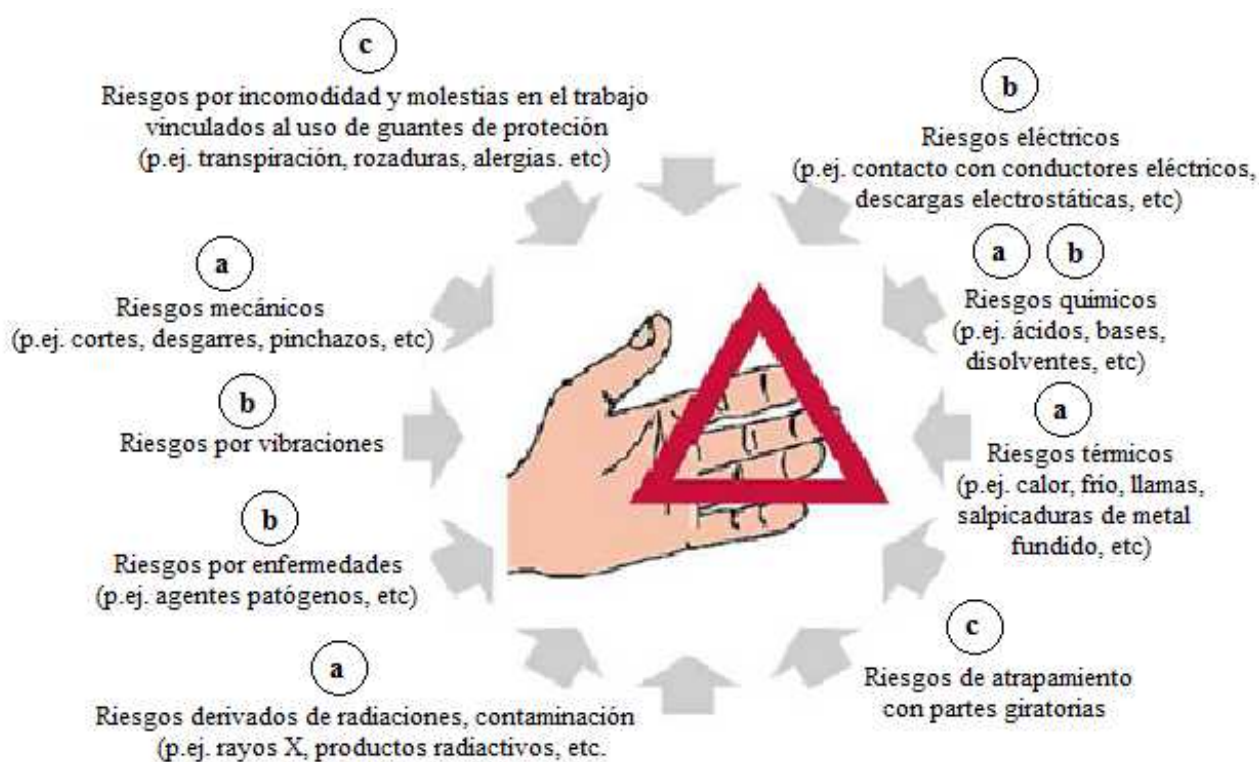 c
Riesgos por incomodidad y molestias en el trabajo
vinculados al uso de guantes de proteción
(p.ej. transpiración, rozaduras, alergias. etc)
b
Riesgos eléctricos
(p.ej. contacto con conductores eléctricos,
descargas electrostáticas, etc)
a
Riesgos mecánicos
(p.ej. cortes, desgarres, pinchazos, etc)
a b
Riesgos químicos
(p.ej. ácidos, bases,
disolventes, etc)
b
Riesgos por vibraciones
a
Riesgos térmicos
(p.ej. calor, frío, llamas,
salpicaduras de metal
fundido, etc)
b
Riesgos por enfermedades
(p.ej. agentes patógenos, etc)
c
Riesgos de atrapamiento
con partes giratorias
a
Riesgos derivados de radiaciones, contaminación
(p.ej. rayos X, productos radiactivos, etc.